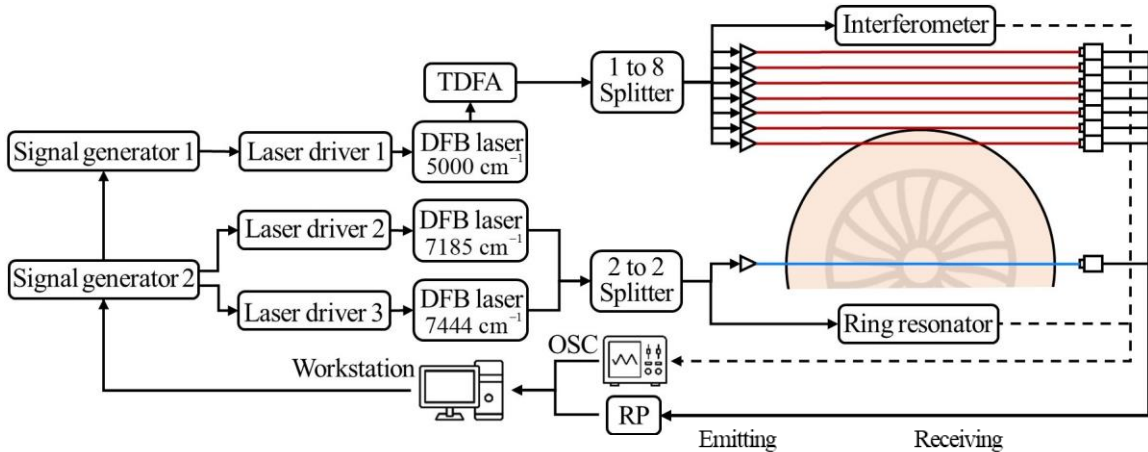 Interferometer
TDFA
1 to 8
Splitter
Signal generator 1
Laser driver 1
DFB laser
5000 cm⁻¹
Laser driver 2
DFB laser
7185 cm⁻¹
Signal generator 2
2 to 2
Splitter
Laser driver 3
DFB laser
7444 cm⁻¹
Ring resonator
OSC
Workstation
RP
Emitting
Receiving